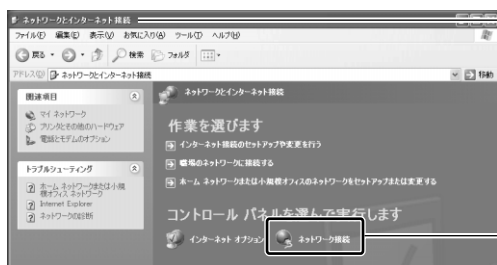 ネットワークとインターネット接続
ファイル(F) 編集(E) 表示(V) お気に入り(A) ツール(T) ヘルプ(H)
戻る 検索 フォルダ
アドレス(D) ネットワークとインターネット接続 移動
関連項目
マイ ネットワーク
プリンタとその他のハードウェア
電話とモデムのオプション
トラブルシューティング
ホーム ネットワークまたは小規
模オフィス ネットワーク
Internet Explorer
ネットワークの診断
ネットワークとインターネット接続
作業を選びます
インターネット接続のセットアップや変更を行う
職場のネットワークに接続する
ホーム ネットワークまたは小規模オフィスのネットワークをセットアップまたは変更する
コントロール パネルを選んで実行します
インターネット オプション ネットワーク接続